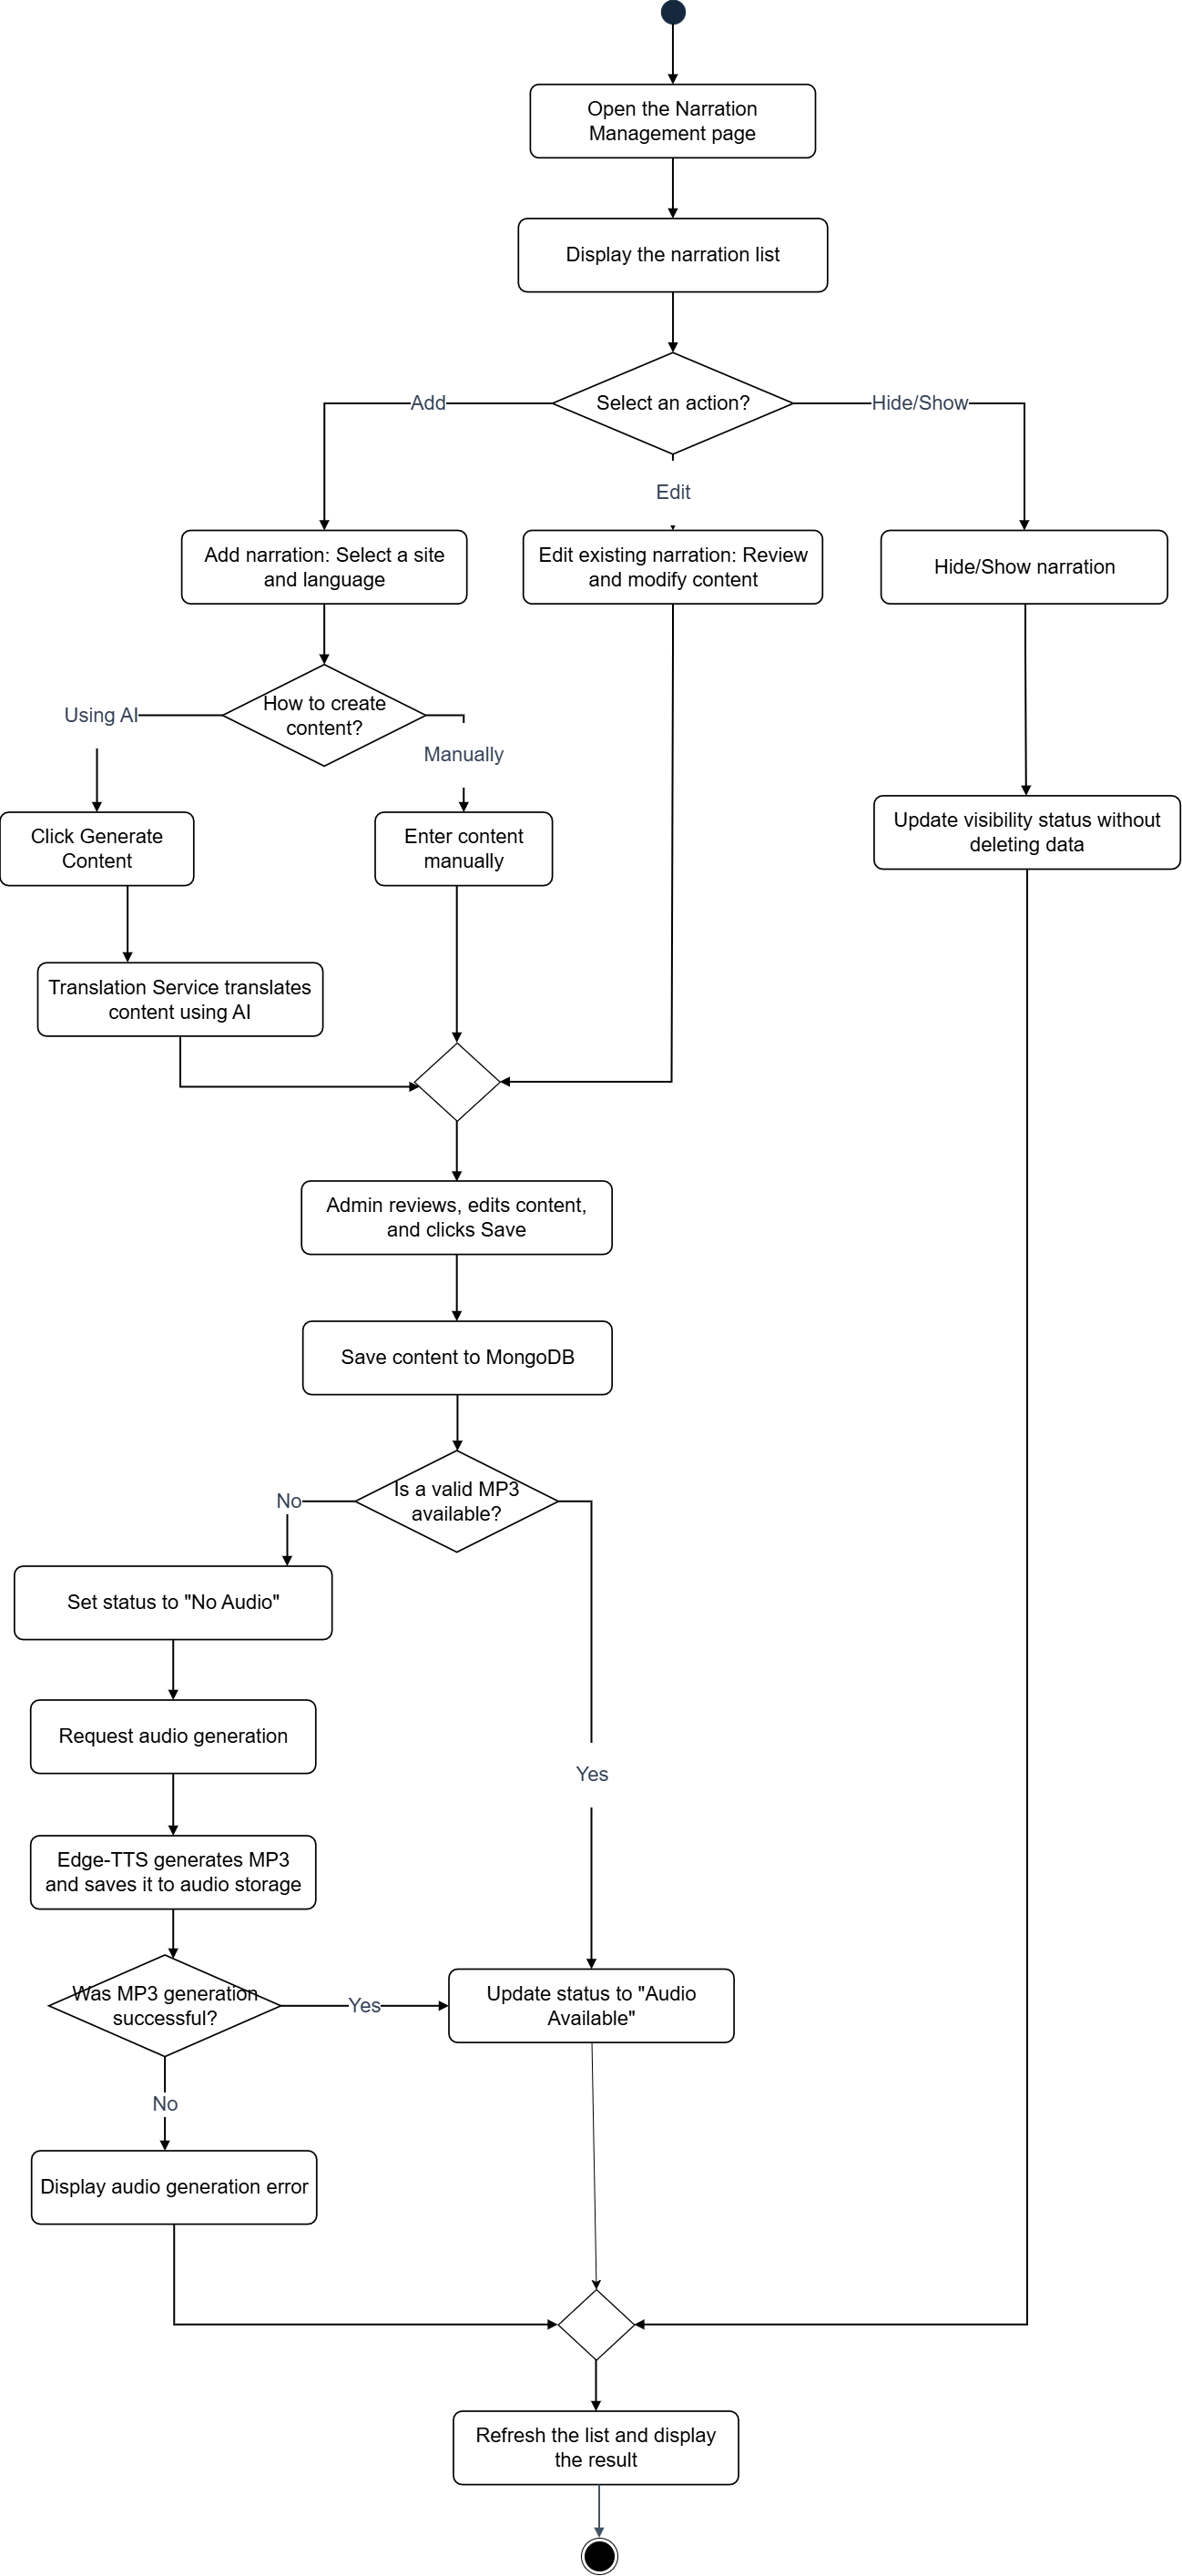 Open the Narration
Management page
Display the narration list
Select an action?
Add
Hide/Show
Edit
Add narration: Select a site
and language
Edit existing narration: Review
and modify content
Hide/Show narration
How to create
content?
Using AI
Manually
Click Generate
Content
Enter content
manually
Update visibility status without
deleting data
Translation Service translates
content using AI
Admin reviews, edits content,
and clicks Save
Save content to MongoDB
Is a valid MP3
available?
No
Set status to "No Audio"
Request audio generation
Yes
Edge-TTS generates MP3
and saves it to audio storage
Was MP3 generation
successful?
Yes
Update status to "Audio
Available"
No
Display audio generation error
Refresh the list and display
the result